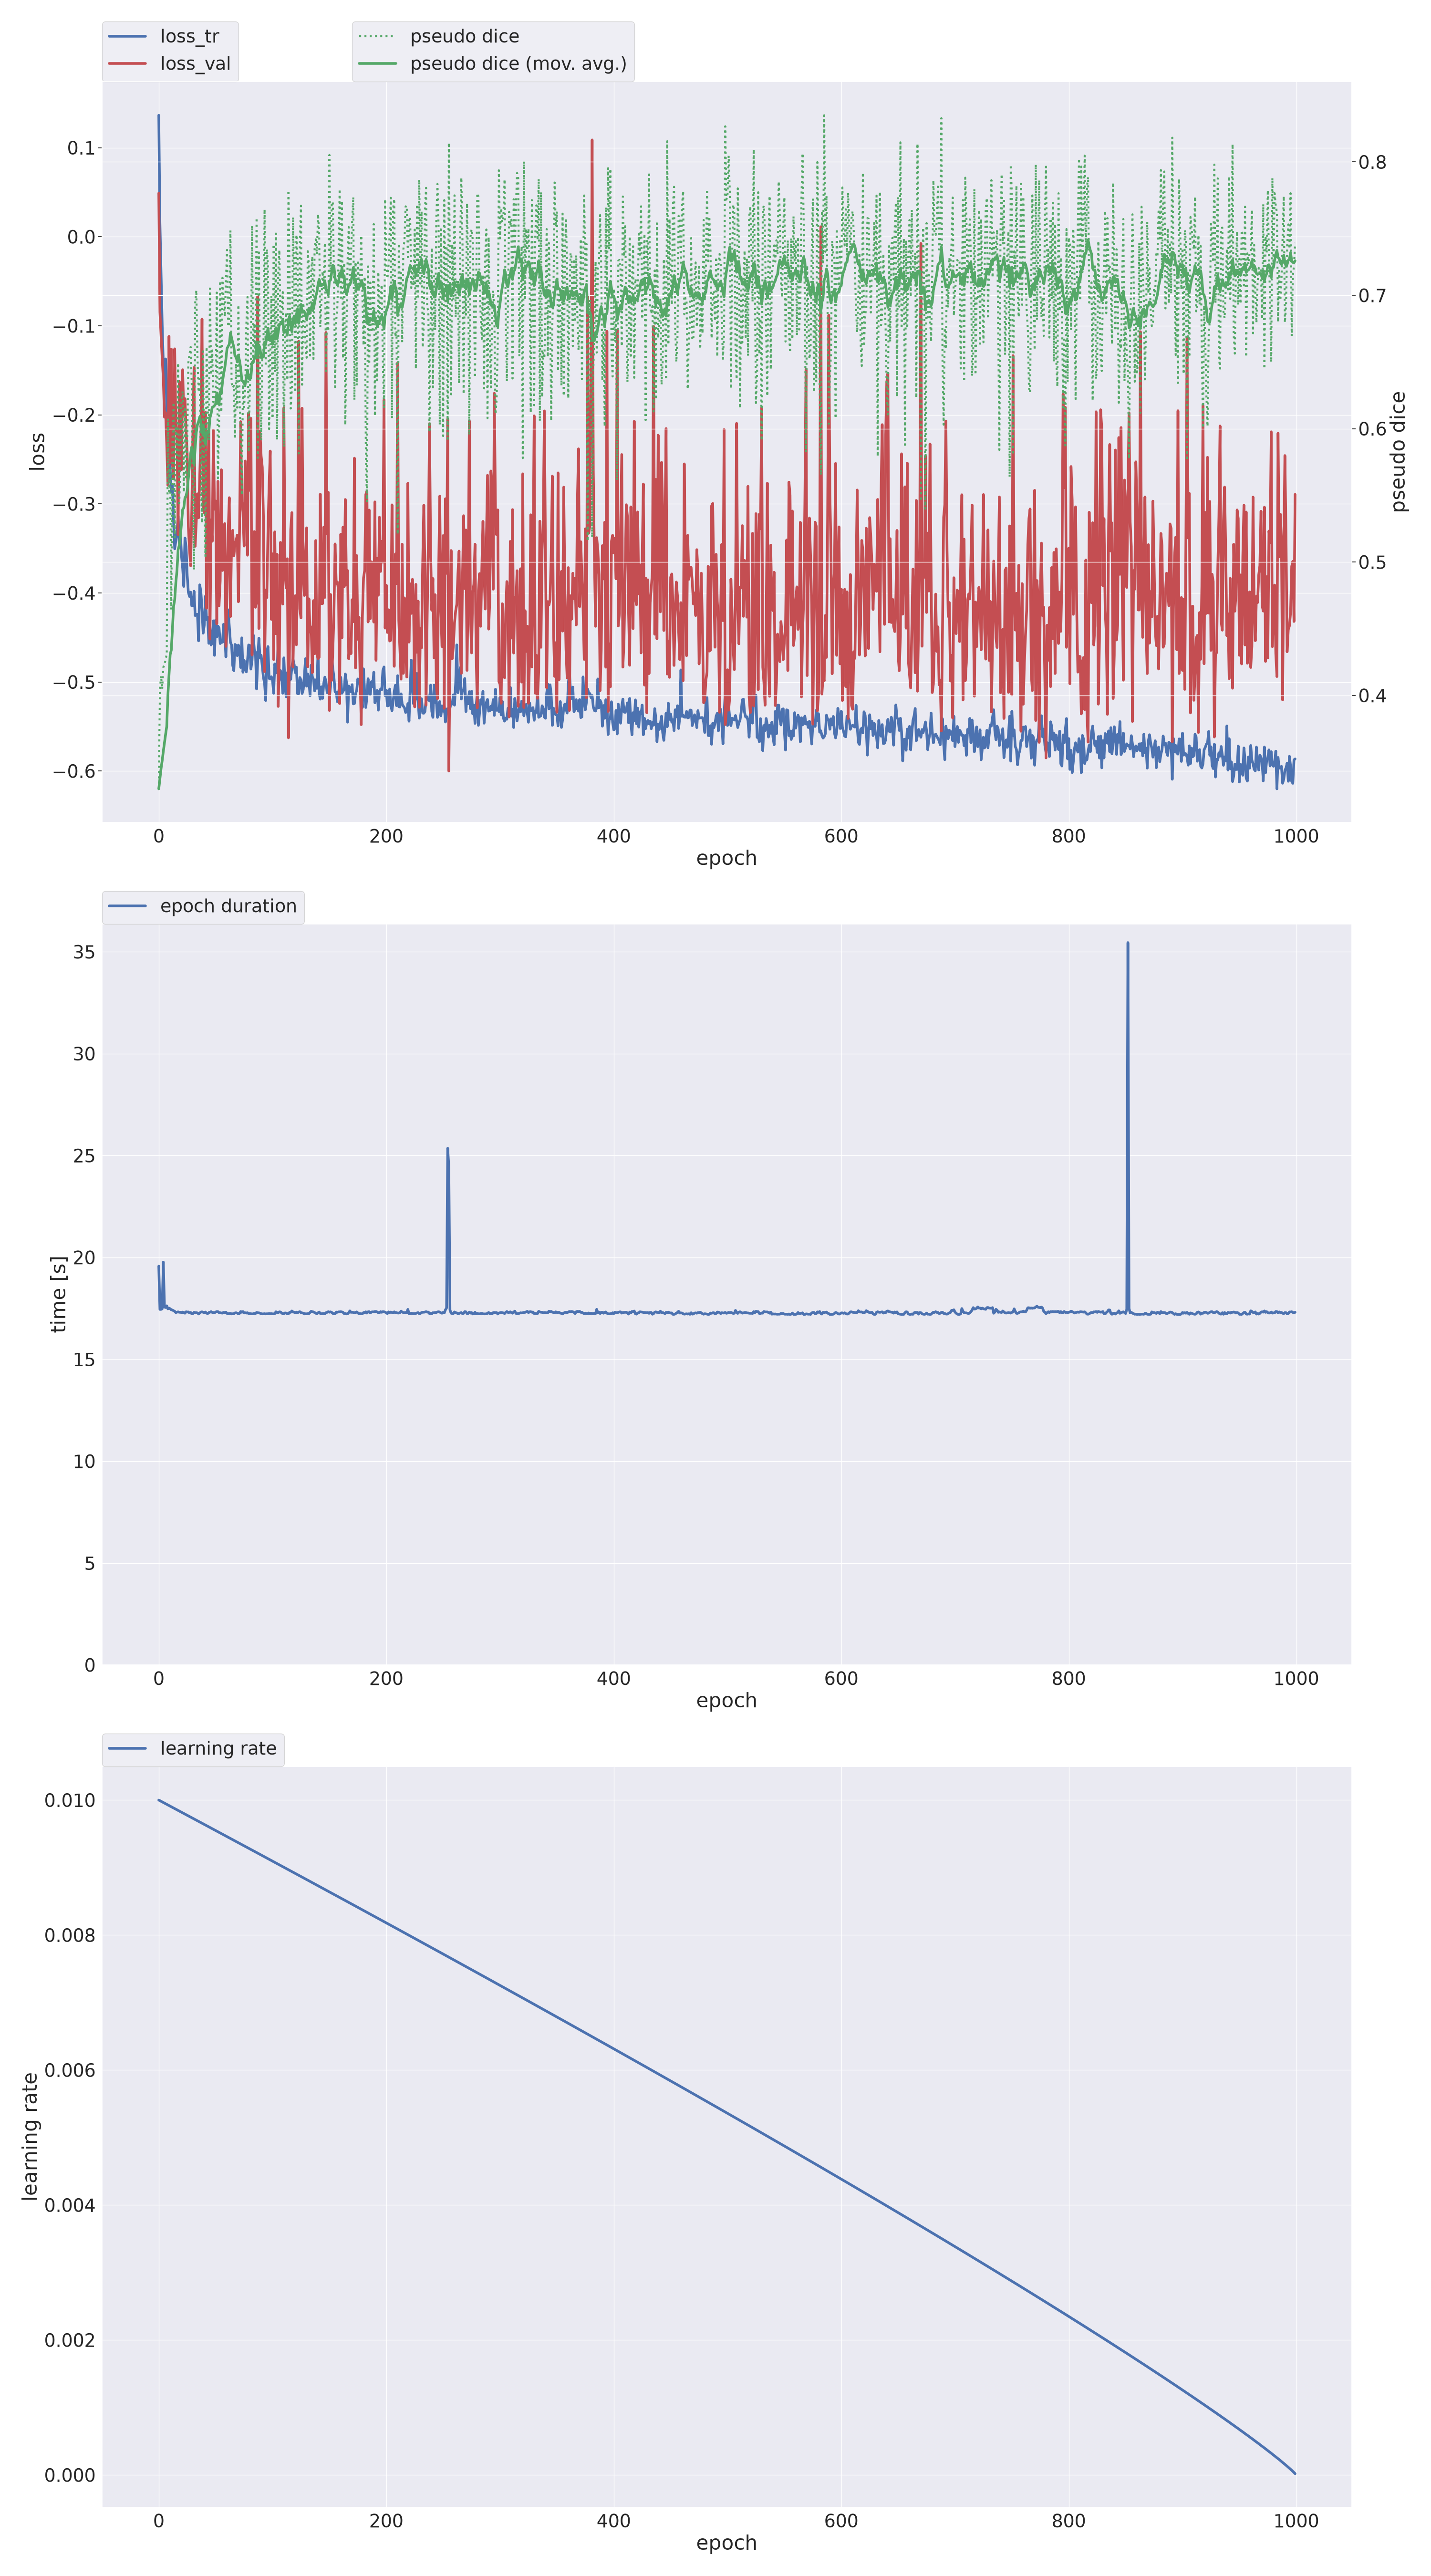 loss_tr
loss_val
pseudo dice
pseudo dice (mov. avg.)
0.1
0.0
−0.1
−0.2
−0.3
−0.4
−0.5
−0.6
loss
0.8
0.7
0.6
0.5
0.4
pseudo dice
0 200 400 600 800 1000
epoch
epoch duration
35
30
25
20
15
10
5
0
time [s]
0 200 400 600 800 1000
epoch
learning rate
0.010
0.008
0.006
0.004
0.002
0.000
learning rate
0 200 400 600 800 1000
epoch